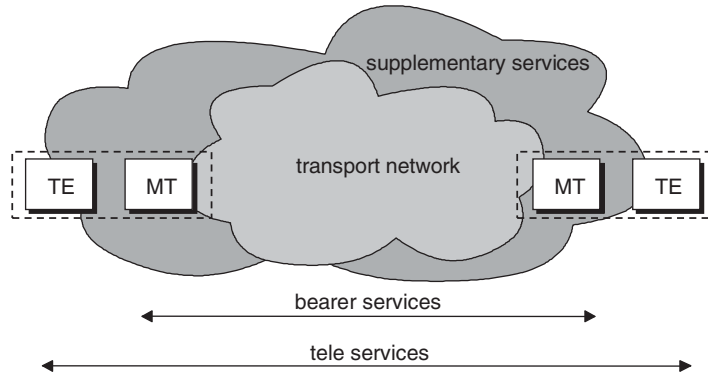 supplementary services
transport network
TE MT MT TE
bearer services
tele services